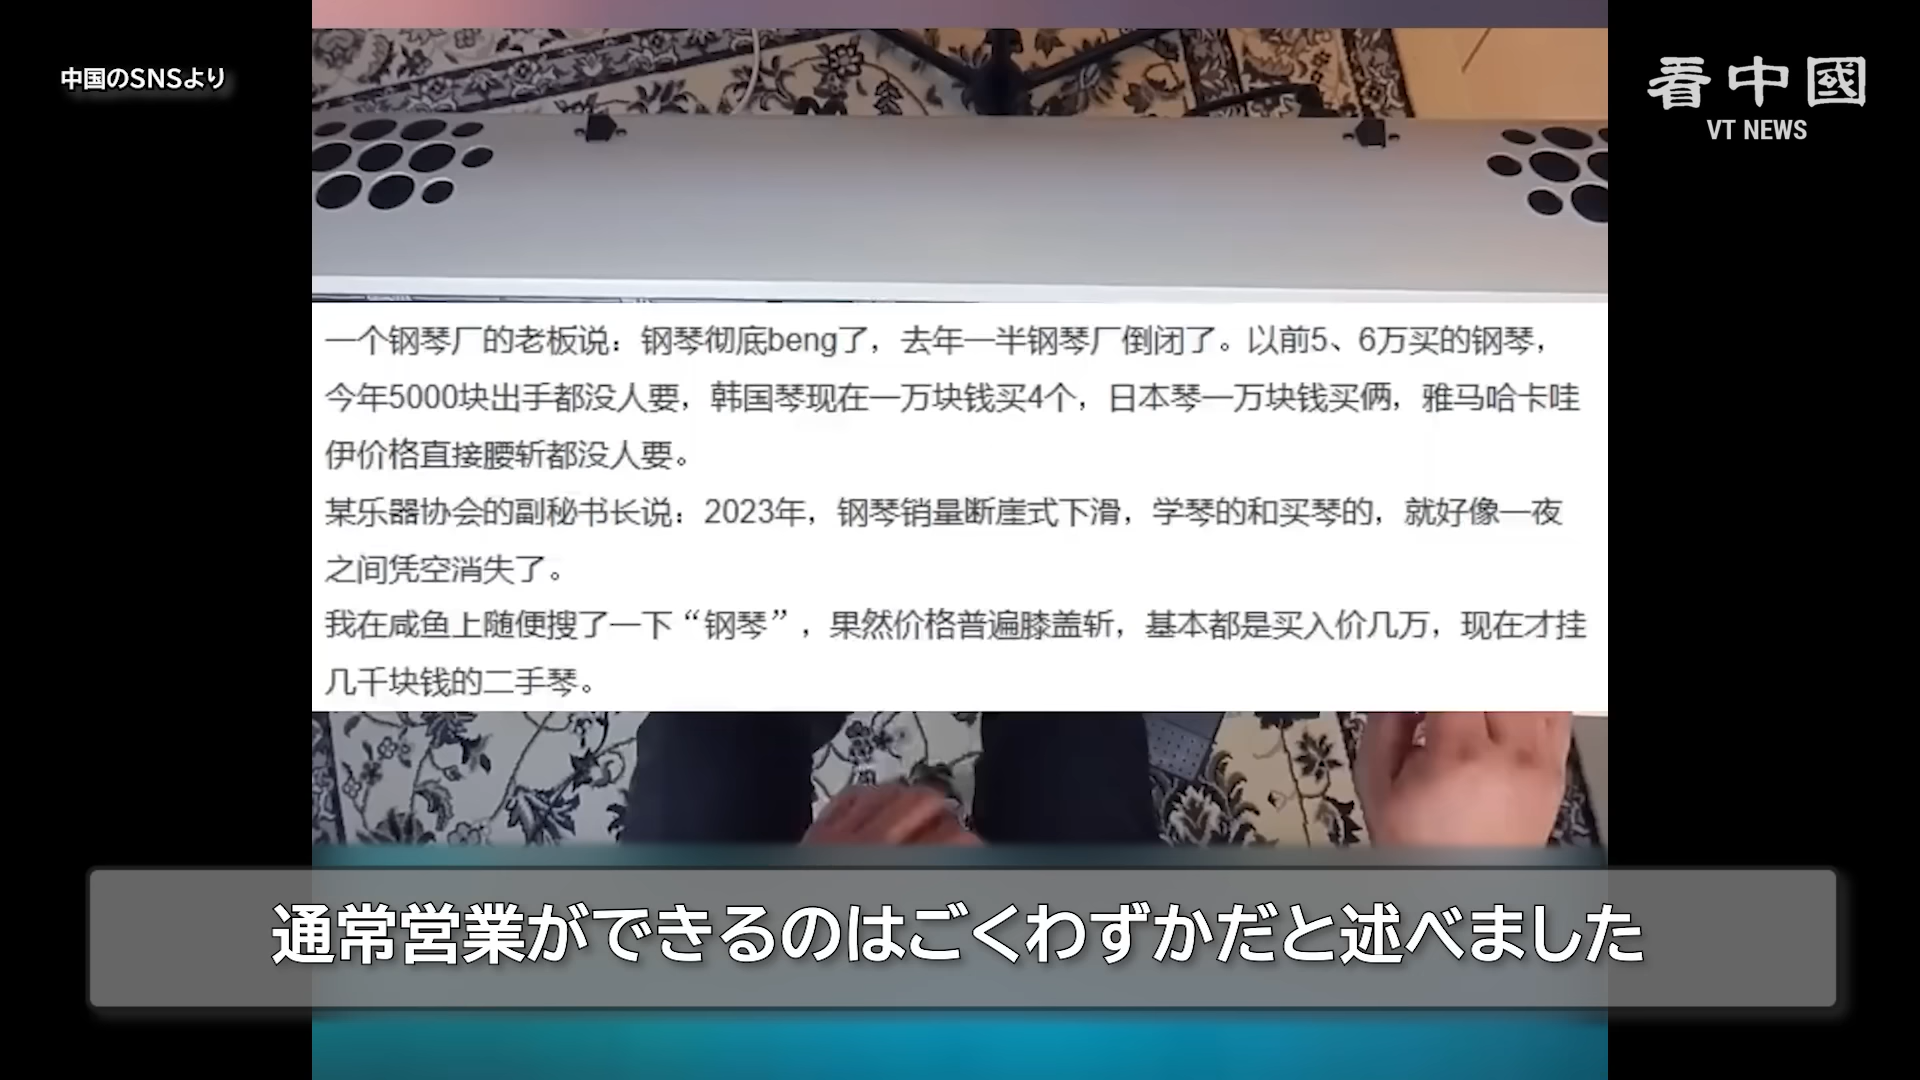 中国のSNSより
看中國
VT NEWS
一个钢琴厂的老板说：钢琴彻底beng了，去年一半钢琴厂倒闭了。以前5、6万买的钢琴，
今年5000块出手都没人要，韩国琴现在一万块钱买4个，日本琴一万块钱买俩，雅马哈卡哇
伊价格直接腰斩都没人要。
某乐器协会的副秘书长说：2023年，钢琴销量断崖式下滑，学琴的和买琴的，就好像一夜
之间凭空消失了。
我在咸鱼上随便搜了一下“钢琴”，果然价格普遍膝盖斩，基本都是买入价几万，现在才挂
几千块钱的二手琴。
通常営業ができるのはごくわずかだと述べました